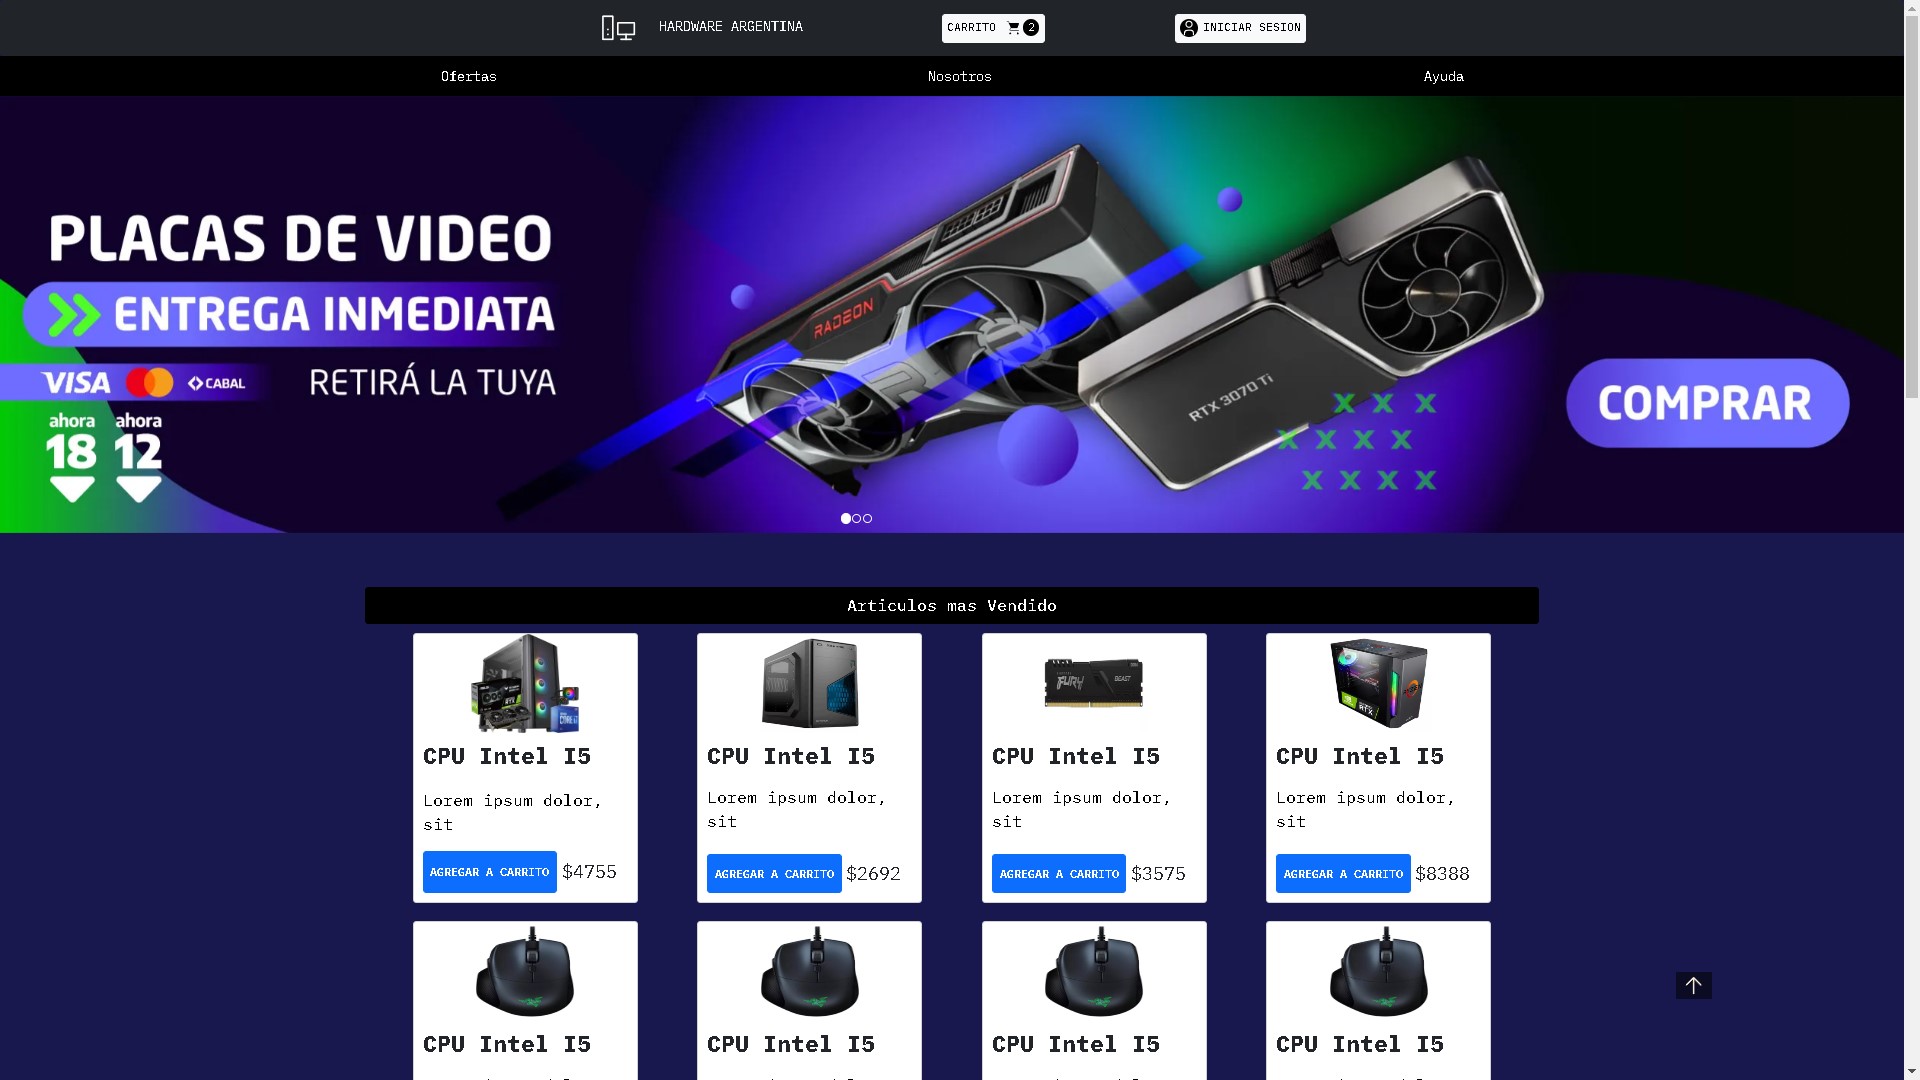 HARDWARE ARGENTINA
CARRITO 2
INICIAR SESION
Ofertas
Nosotros
Ayuda
PLACAS DE VIDEO
ENTREGA INMEDIATA
VISA CABAL
RETIRÁ LA TUYA
ahora ahora
18 12
RADEON
RTX 3070 Ti
COMPRAR
Articulos mas Vendido
CPU Intel I5
Lorem ipsum dolor,
sit
AGREGAR A CARRITO $4755
CPU Intel I5
Lorem ipsum dolor,
sit
AGREGAR A CARRITO $2692
FURY BEAST
CPU Intel I5
Lorem ipsum dolor,
sit
AGREGAR A CARRITO $3575
CPU Intel I5
Lorem ipsum dolor,
sit
AGREGAR A CARRITO $8388
CPU Intel I5
CPU Intel I5
CPU Intel I5
CPU Intel I5